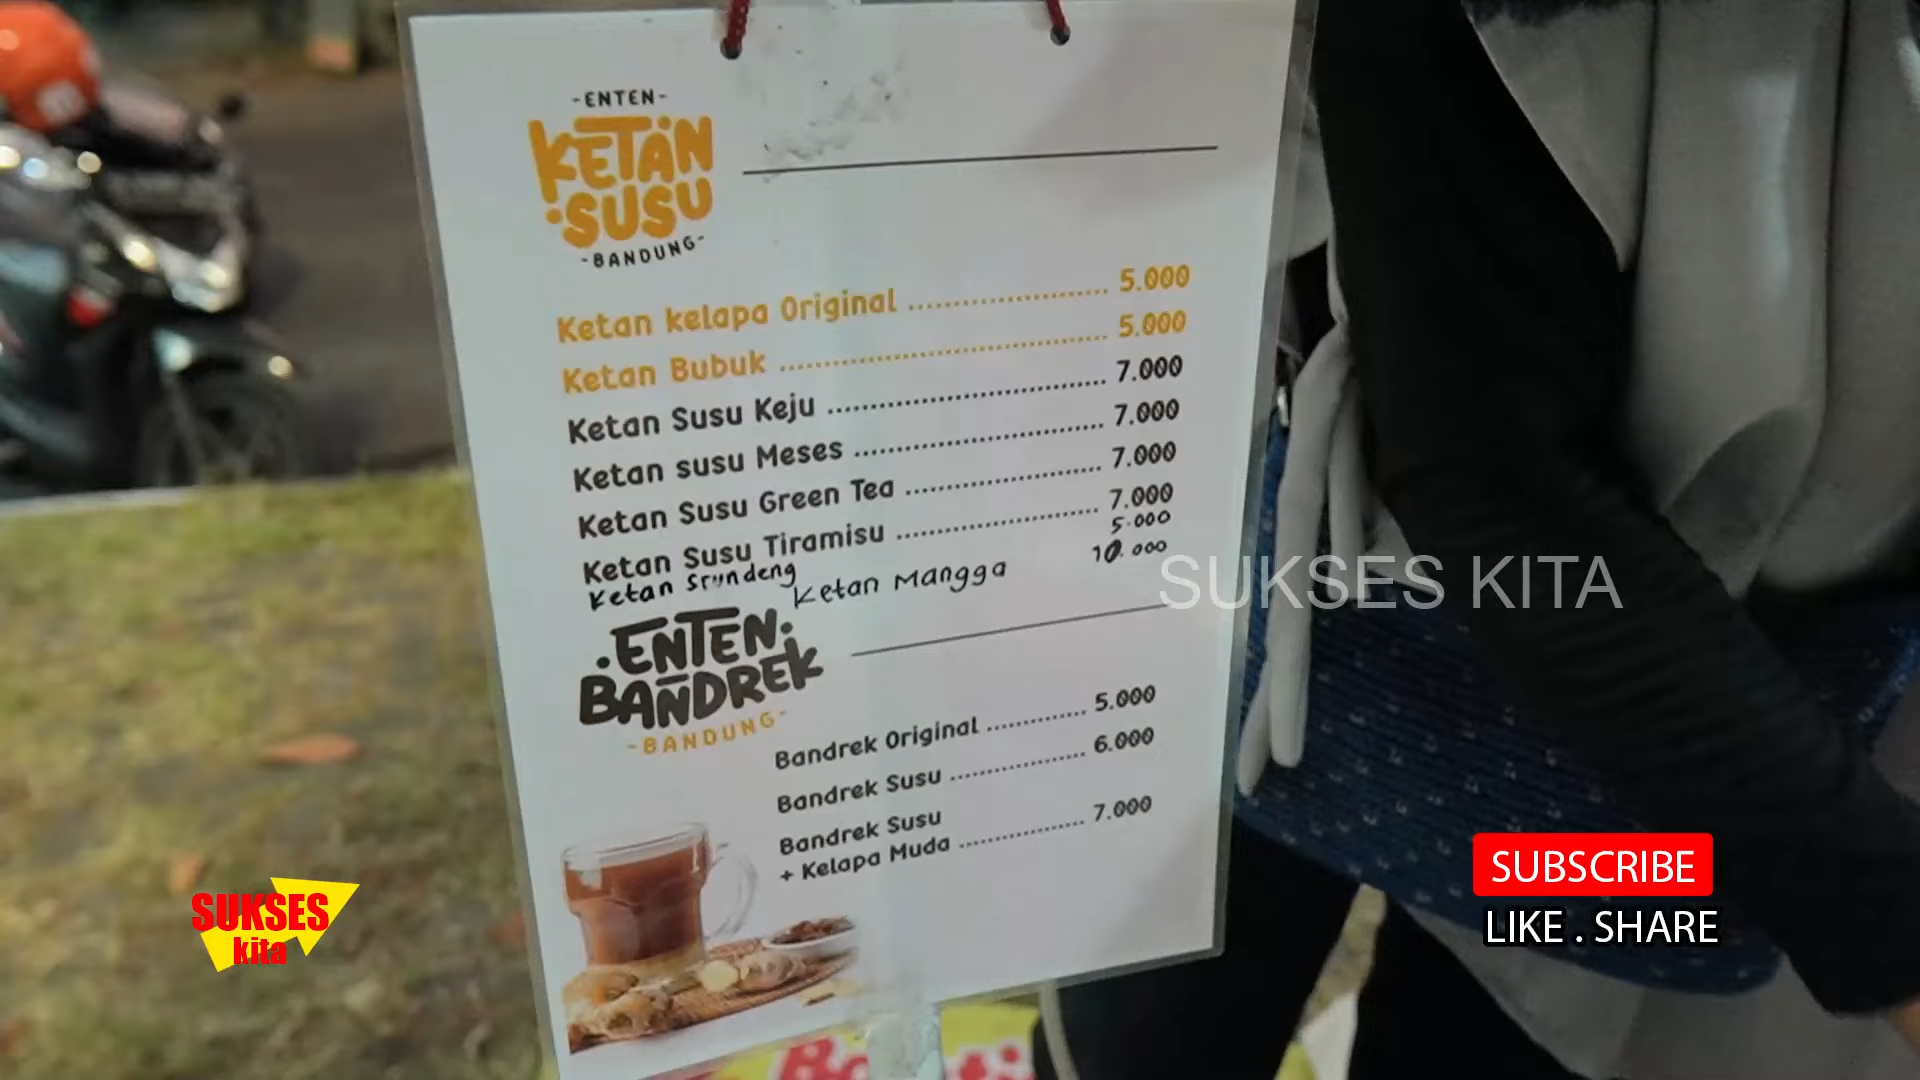 -ENTEN-
KETAN
SUSU
-BANDUNG-
Ketan kelapa Original ........................ 5.000
Ketan Bubuk ........................ 5.000
Ketan Susu Keju ........................ 7.000
Ketan susu Meses ........................ 7.000
Ketan Susu Green Tea ........................ 7.000
Ketan Susu Tiramisu ........................ 7.000
Ketan Srundeng 5.000
Ketan Mangga 10.000
SUKSES KITA
ENTEN
BANDREK
-BANDUNG-
Bandrek Original ............... 5.000
Bandrek Susu ............... 6.000
Bandrek Susu
+ Kelapa Muda ............... 7.000
SUBSCRIBE
LIKE . SHARE
SUKSES
kita